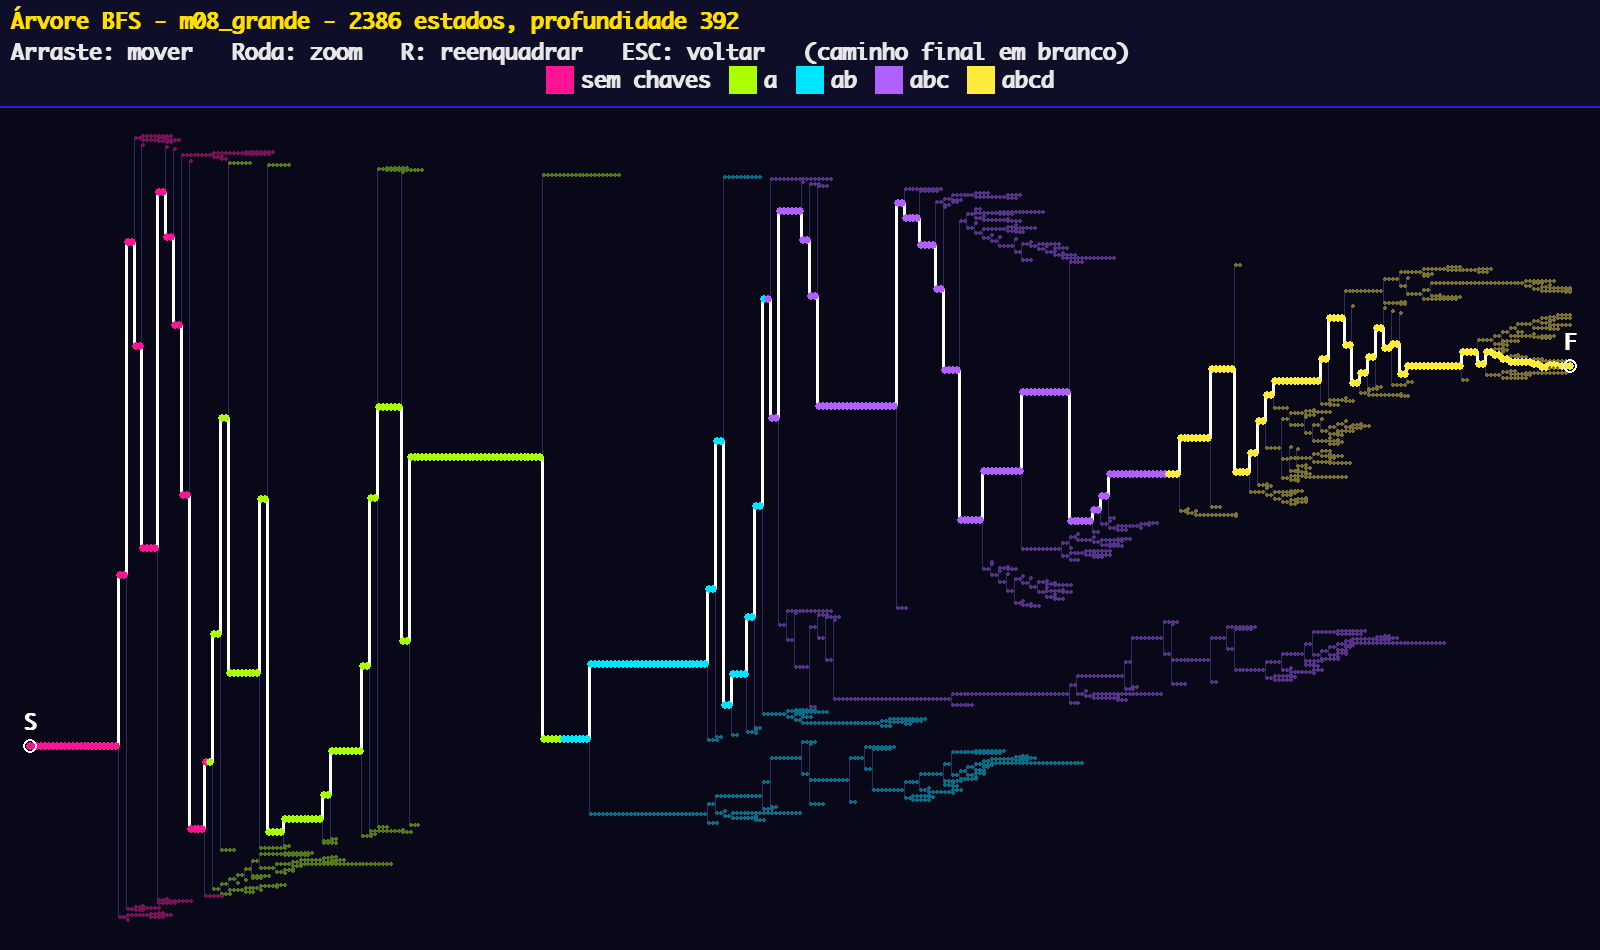 Árvore BFS - m08_grande - 2386 estados, profundidade 392
Arraste: mover   Roda: zoom   R: reenquadrar   ESC: voltar   (caminho final em branco)
sem chaves   a   ab   abc   abcd
F
S